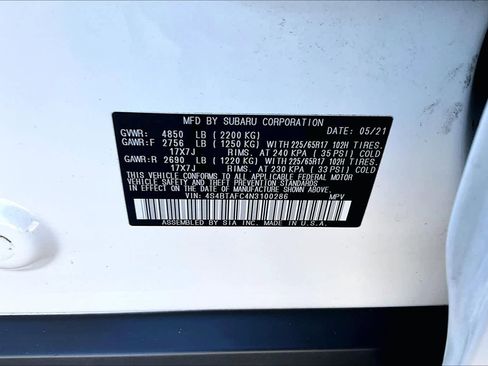 MFD BY SUBARU CORPORATION DATE: 05/21
GVWR: 4850 LB (2200 KG)
GAWR:F 2756 LB (1250 KG) WITH 225/65R17 102H TIRES,
17X7J RIMS, AT 240 KPA (35 PSI) COLD
GAWR:R 2690 LB (1220 KG) WITH 225/65R17 102H TIRES,
17X7J RIMS, AT 230 KPA (33 PSI) COLD
THIS VEHICLE CONFORMS TO ALL APPLICABLE FEDERAL MOTOR
VEHICLE SAFETY AND THEFT PREVENTION STANDARDS
IN EFFECT ON THE DATE OF MANUFACTURE SHOWN ABOVE.
VIN: 4S4BTAFC4N3100286 MPV
ASSEMBLED BY SIA INC. MADE IN U.S.A.